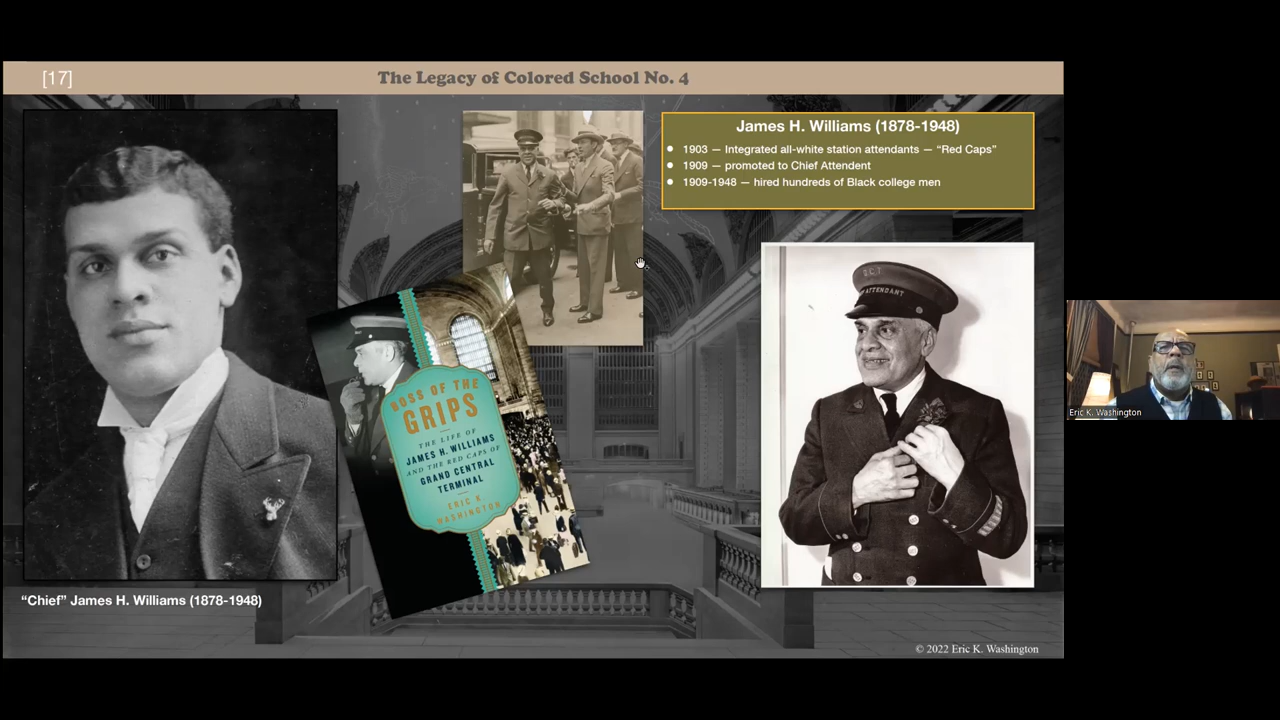 [17]
The Legacy of Colored School No. 4
James H. Williams (1878-1948)
● 1903 — Integrated all-white station attendants — “Red Caps”
● 1909 — promoted to Chief Attendent
● 1909-1948 — hired hundreds of Black college men
G.C.T
ATTENDANT
BOSS OF THE
GRIPS
THE LIFE OF
JAMES H. WILLIAMS
AND THE RED CAPS OF
GRAND CENTRAL
TERMINAL
ERIC K.
WASHINGTON
Eric K. Washington
“Chief” James H. Williams (1878-1948)
© 2022 Eric K. Washington